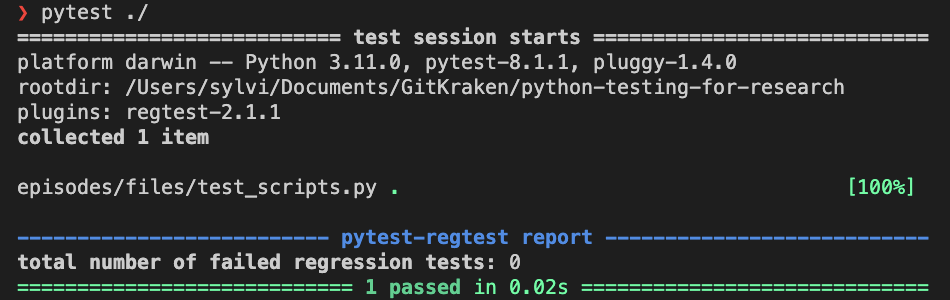 ❯ pytest ./
=========================== test session starts ============================
platform darwin -- Python 3.11.0, pytest-8.1.1, pluggy-1.4.0
rootdir: /Users/sylvi/Documents/GitKraken/python-testing-for-research
plugins: regtest-2.1.1
collected 1 item
episodes/files/test_scripts.py . [100%]
-------------------------- pytest-regtest report ---------------------------
total number of failed regression tests: 0
============================ 1 passed in 0.02s =============================